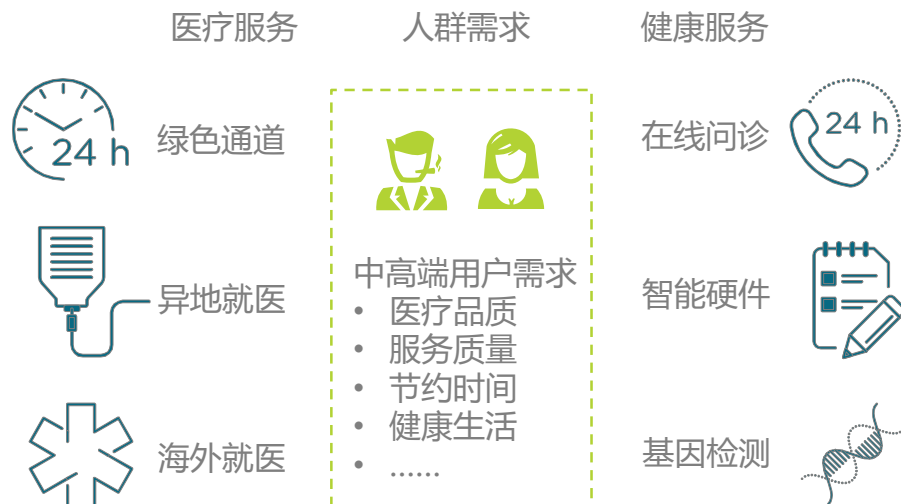 医疗服务 人群需求 健康服务
24 h 绿色通道
在线问诊 24 h
中高端用户需求
• 医疗品质
• 服务质量
• 节约时间
• 健康生活
• ......
异地就医
智能硬件
海外就医
基因检测